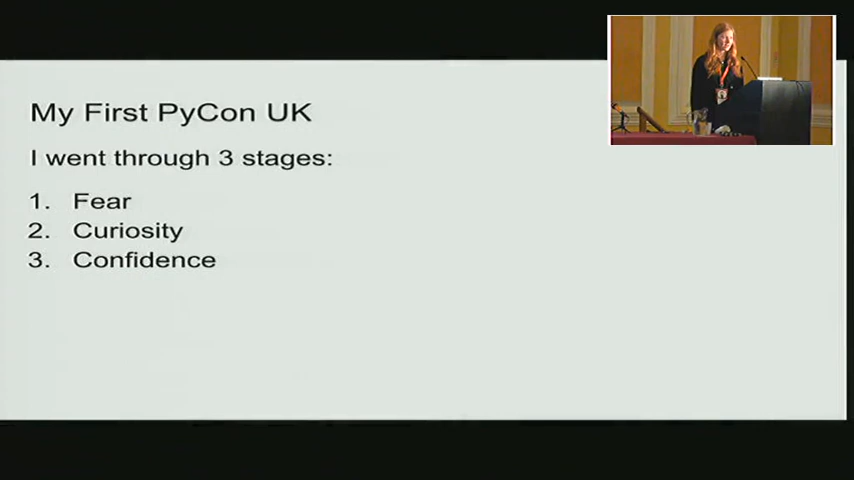 My First PyCon UK
I went through 3 stages:
1. Fear
2. Curiosity
3. Confidence